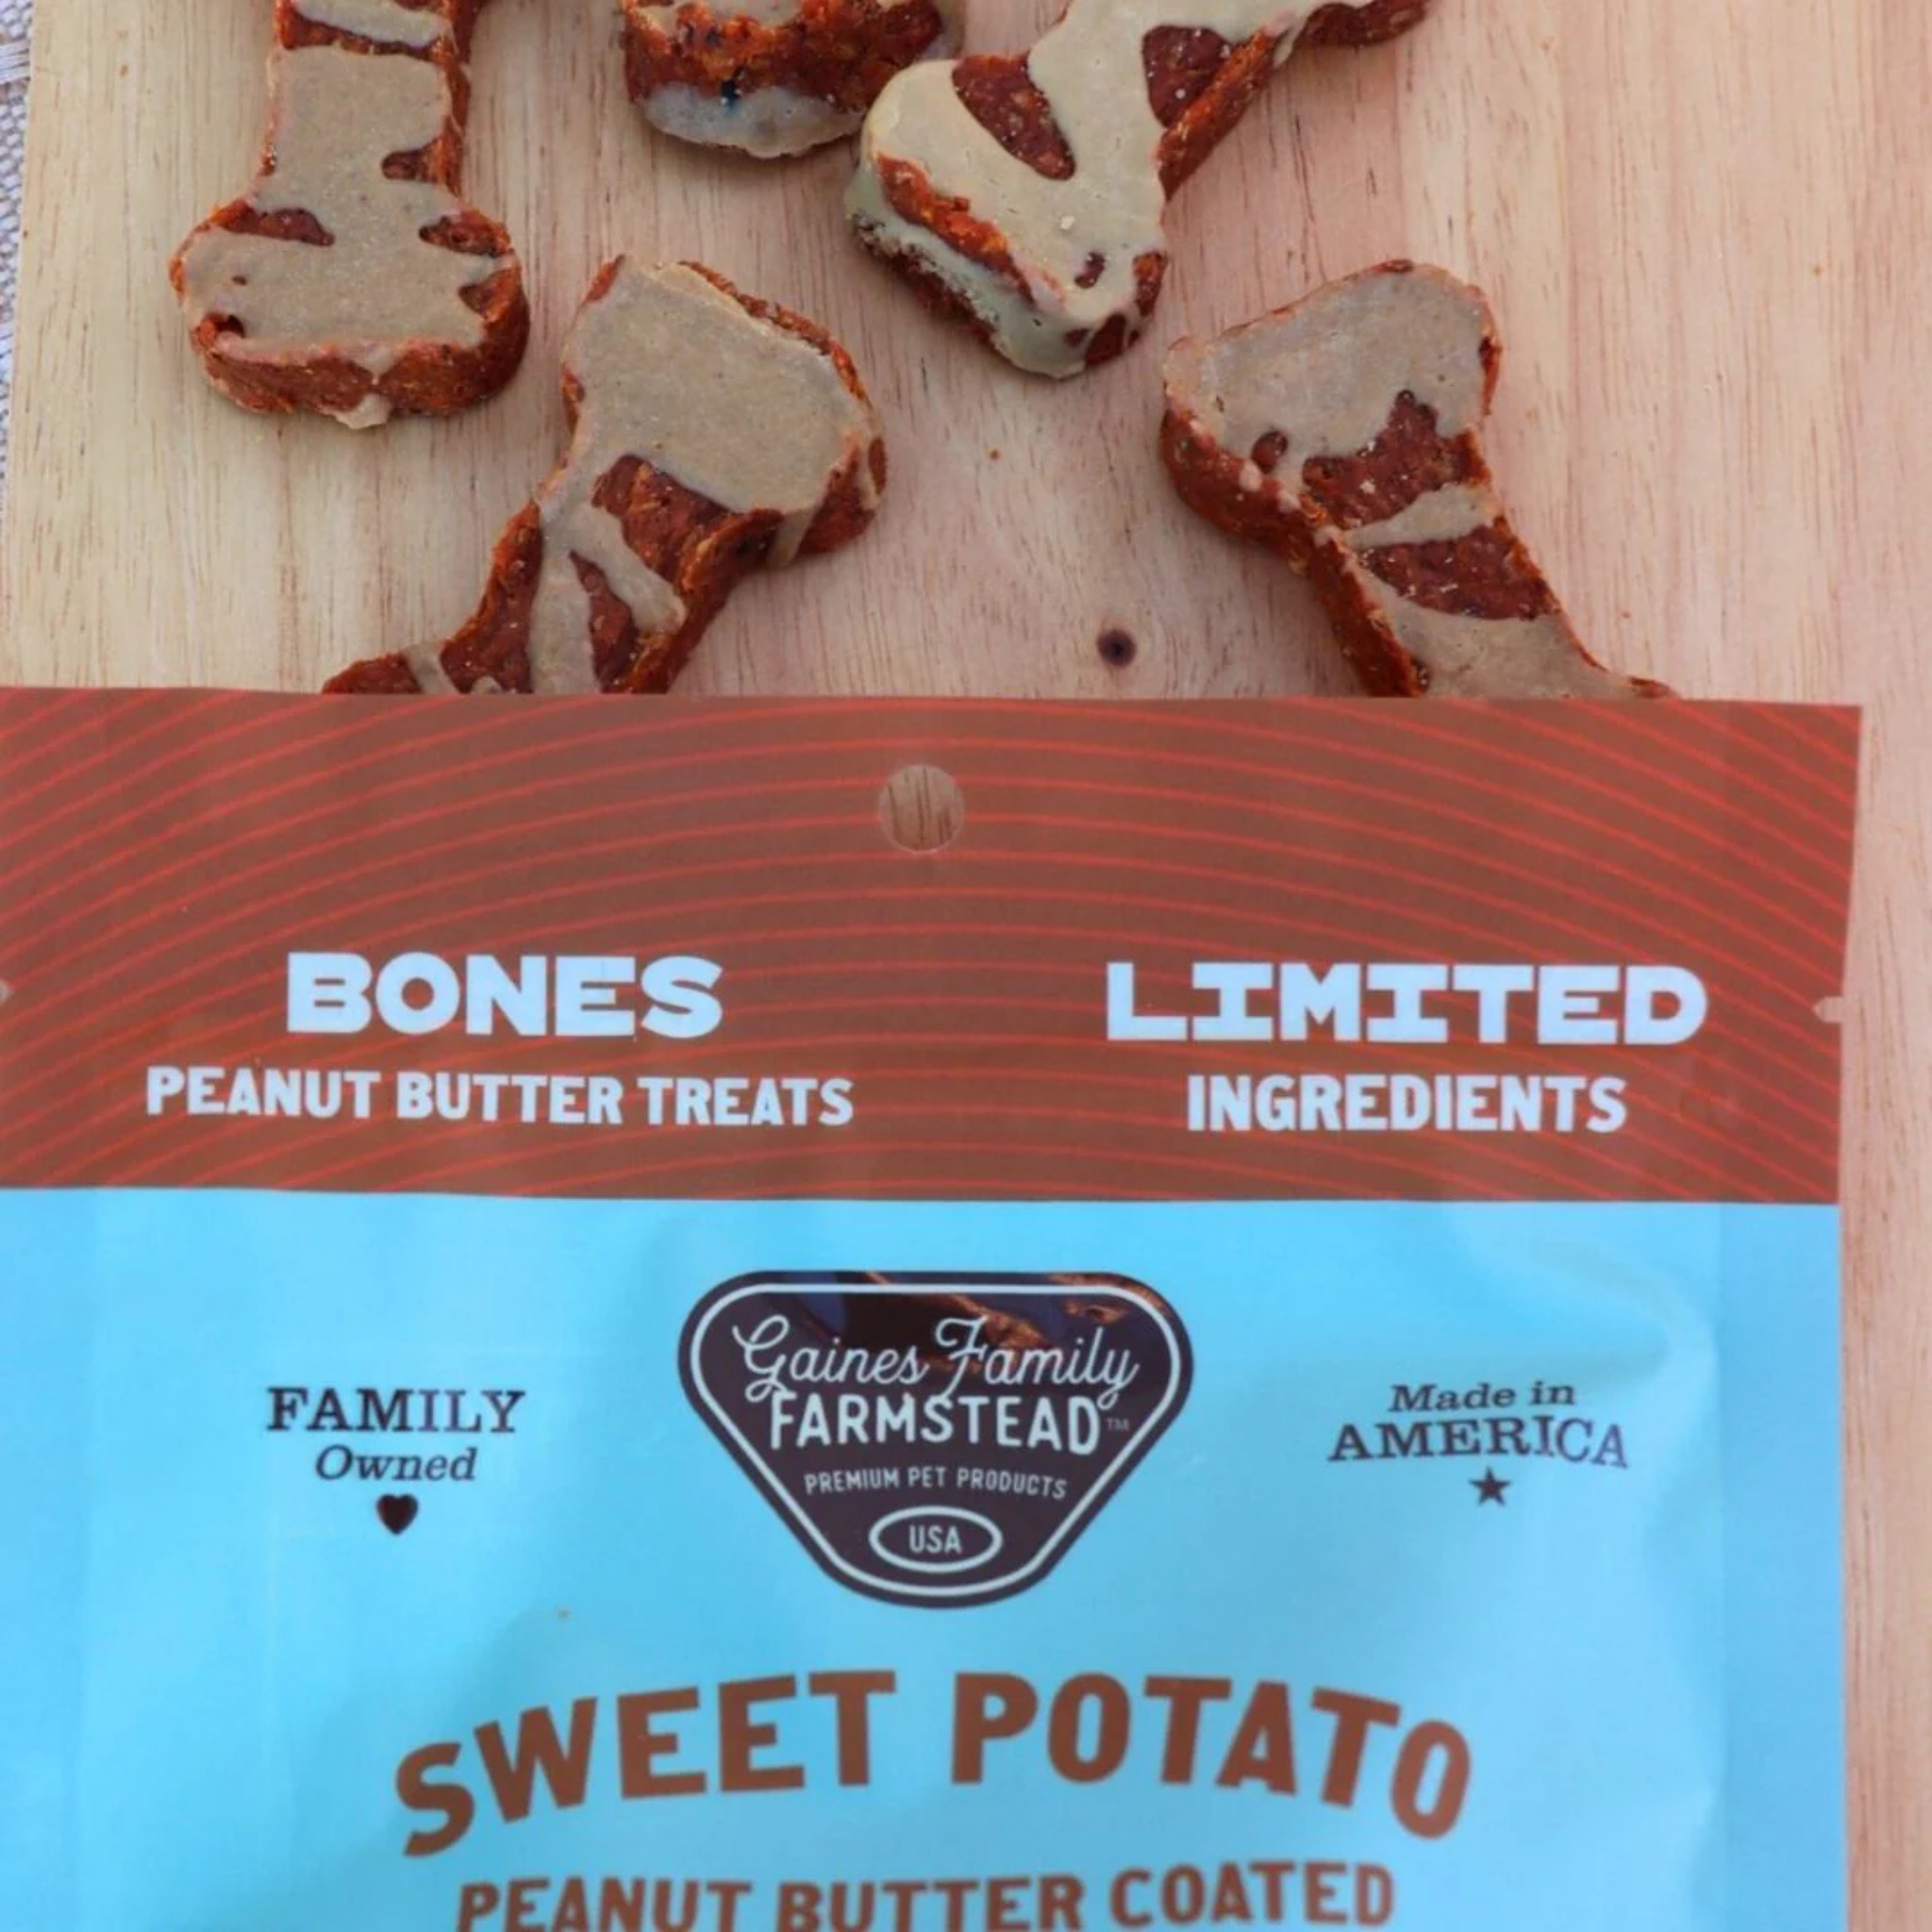 BONES
PEANUT BUTTER TREATS
LIMITED
INGREDIENTS
FAMILY
Owned
Gaines Family
FARMSTEAD™
PREMIUM PET PRODUCTS
USA
Made in
AMERICA
SWEET POTATO
PEANUT BUTTER COATED